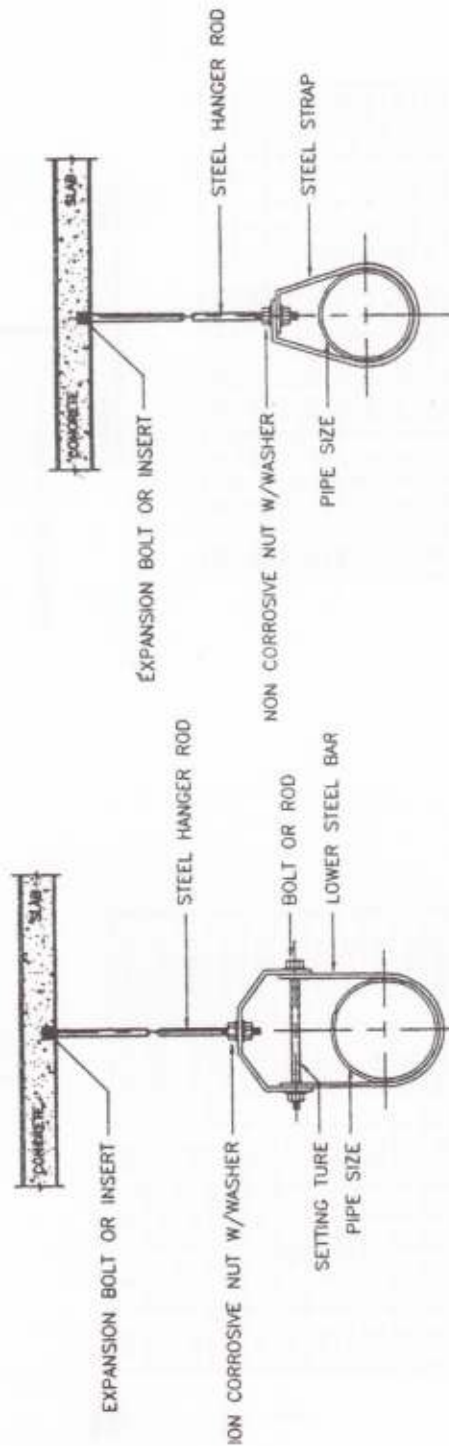 CONCRETE SLAB
EXPANSION BOLT OR INSERT
STEEL HANGER ROD
ION CORROSIVE NUT W/WASHER
BOLT OR ROD
LOWER STEEL BAR
SETTING TURE
PIPE SIZE
CONCRETE SLAB
EXPANSION BOLT OR INSERT
STEEL HANGER ROD
NON CORROSIVE NUT W/WASHER
STEEL STRAP
PIPE SIZE